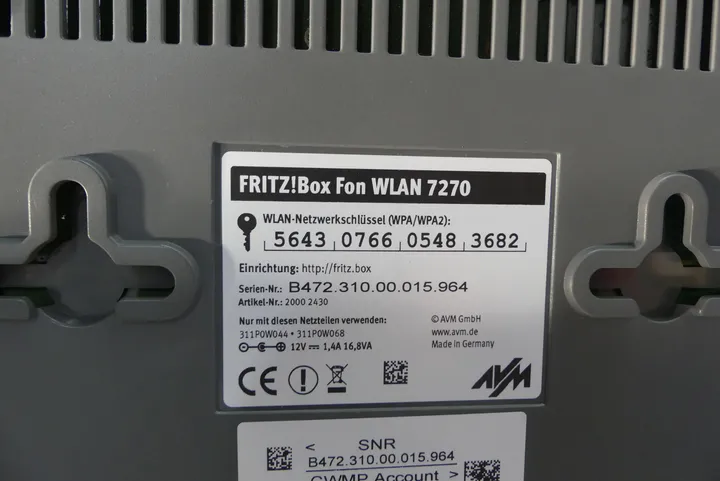 FRITZ!Box Fon WLAN 7270
WLAN-Netzwerkschlüssel (WPA/WPA2):
5643 0766 0548 3682
Einrichtung: http://fritz.box
Serien-Nr.: B472.310.00.015.964
Artikel-Nr.: 2000 2430
Nur mit diesen Netzteilen verwenden:
311P0W044 • 311P0W068
12V 1,4A 16,8VA
© AVM GmbH
www.avm.de
Made in Germany
CE
AVM
< SNR
B472.310.00.015.964
CWMP Account >